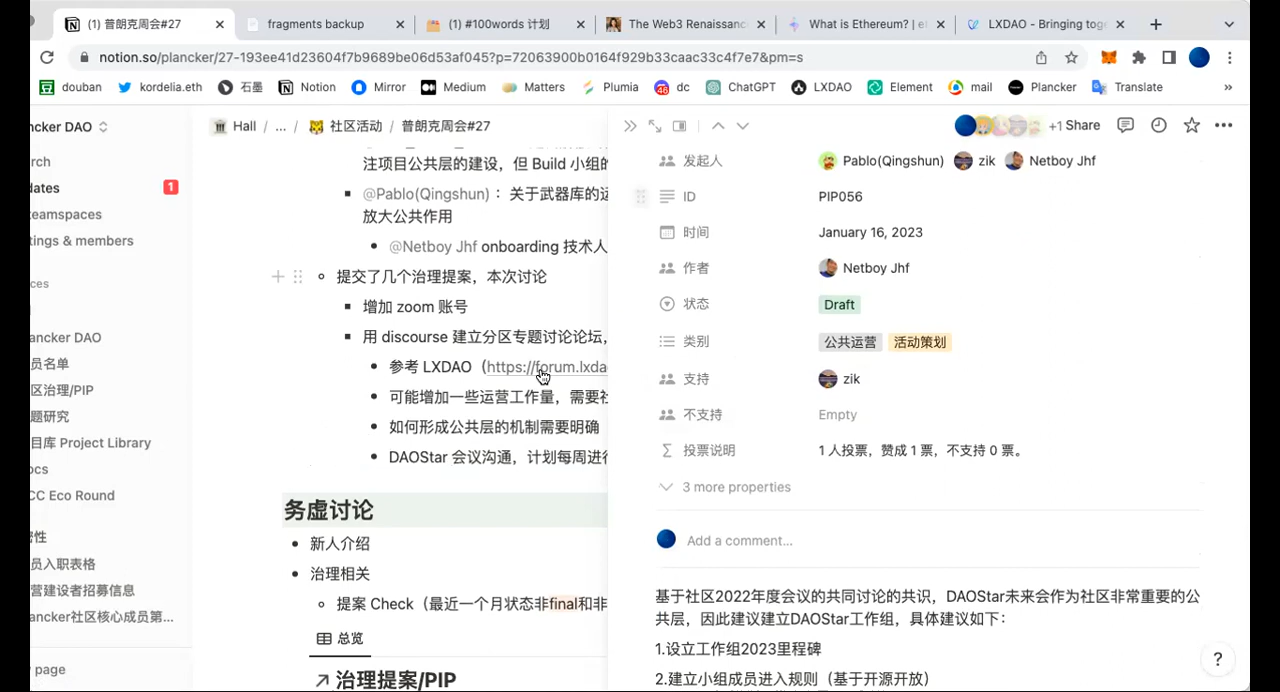 (1) 普朗克周会#27
fragments backup
(1) #100words 计划
The Web3 Renaissanc
What is Ethereum? | e
LXDAO - Bringing tog
notion.so/plancker/27-193ee41d23604f7b9689be06d53af045?p=72063900b0164f929b33caac33c4f7e7&pm=s
douban
kordelia.eth
石墨
Notion
Mirror
Medium
Matters
Plumia
46
dc
ChatGPT
LXDAO
Element
mail
Plancker
Translate
»
ncker DAO
rch
dates
1
eamspaces
tings & members
ces
ancker DAO
员名单
区治理/PIP
题研究
目库 Project Library
ocs
CC Eco Round
密性
员入职表格
营建设者招募信息
ancker社区核心成员第...
page
Hall / ... / 社区活动 / 普朗克周会#27
注项目公共层的建设，但 Build 小组的
@Pablo(Qingshun)：关于武器库的运
放大公共作用
@Netboy Jhf onboarding 技术人
提交了几个治理提案，本次讨论
增加 zoom 账号
用 discourse 建立分区专题讨论论坛，
参考 LXDAO（https://forum.lxda
可能增加一些运营工作量，需要社
如何形成公共层的机制需要明确
DAOStar 会议沟通，计划每周进行
务虚讨论
新人介绍
治理相关
提案 Check（最近一个月状态非final和非
总览
治理提案/PIP
+1 Share
发起人 Pablo(Qingshun) zik Netboy Jhf
ID PIP056
时间 January 16, 2023
作者 Netboy Jhf
状态 Draft
类别 公共运营 活动策划
支持 zik
不支持 Empty
投票说明 1 人投票，赞成 1 票，不支持 0 票。
3 more properties
Add a comment...
基于社区2022年度会议的共同讨论的共识，DAOStar未来会作为社区非常重要的公
共层，因此建议建立DAOStar工作组，具体建议如下：
1.设立工作组2023里程碑
2.建立小组成员进入规则（基于开源开放）
?